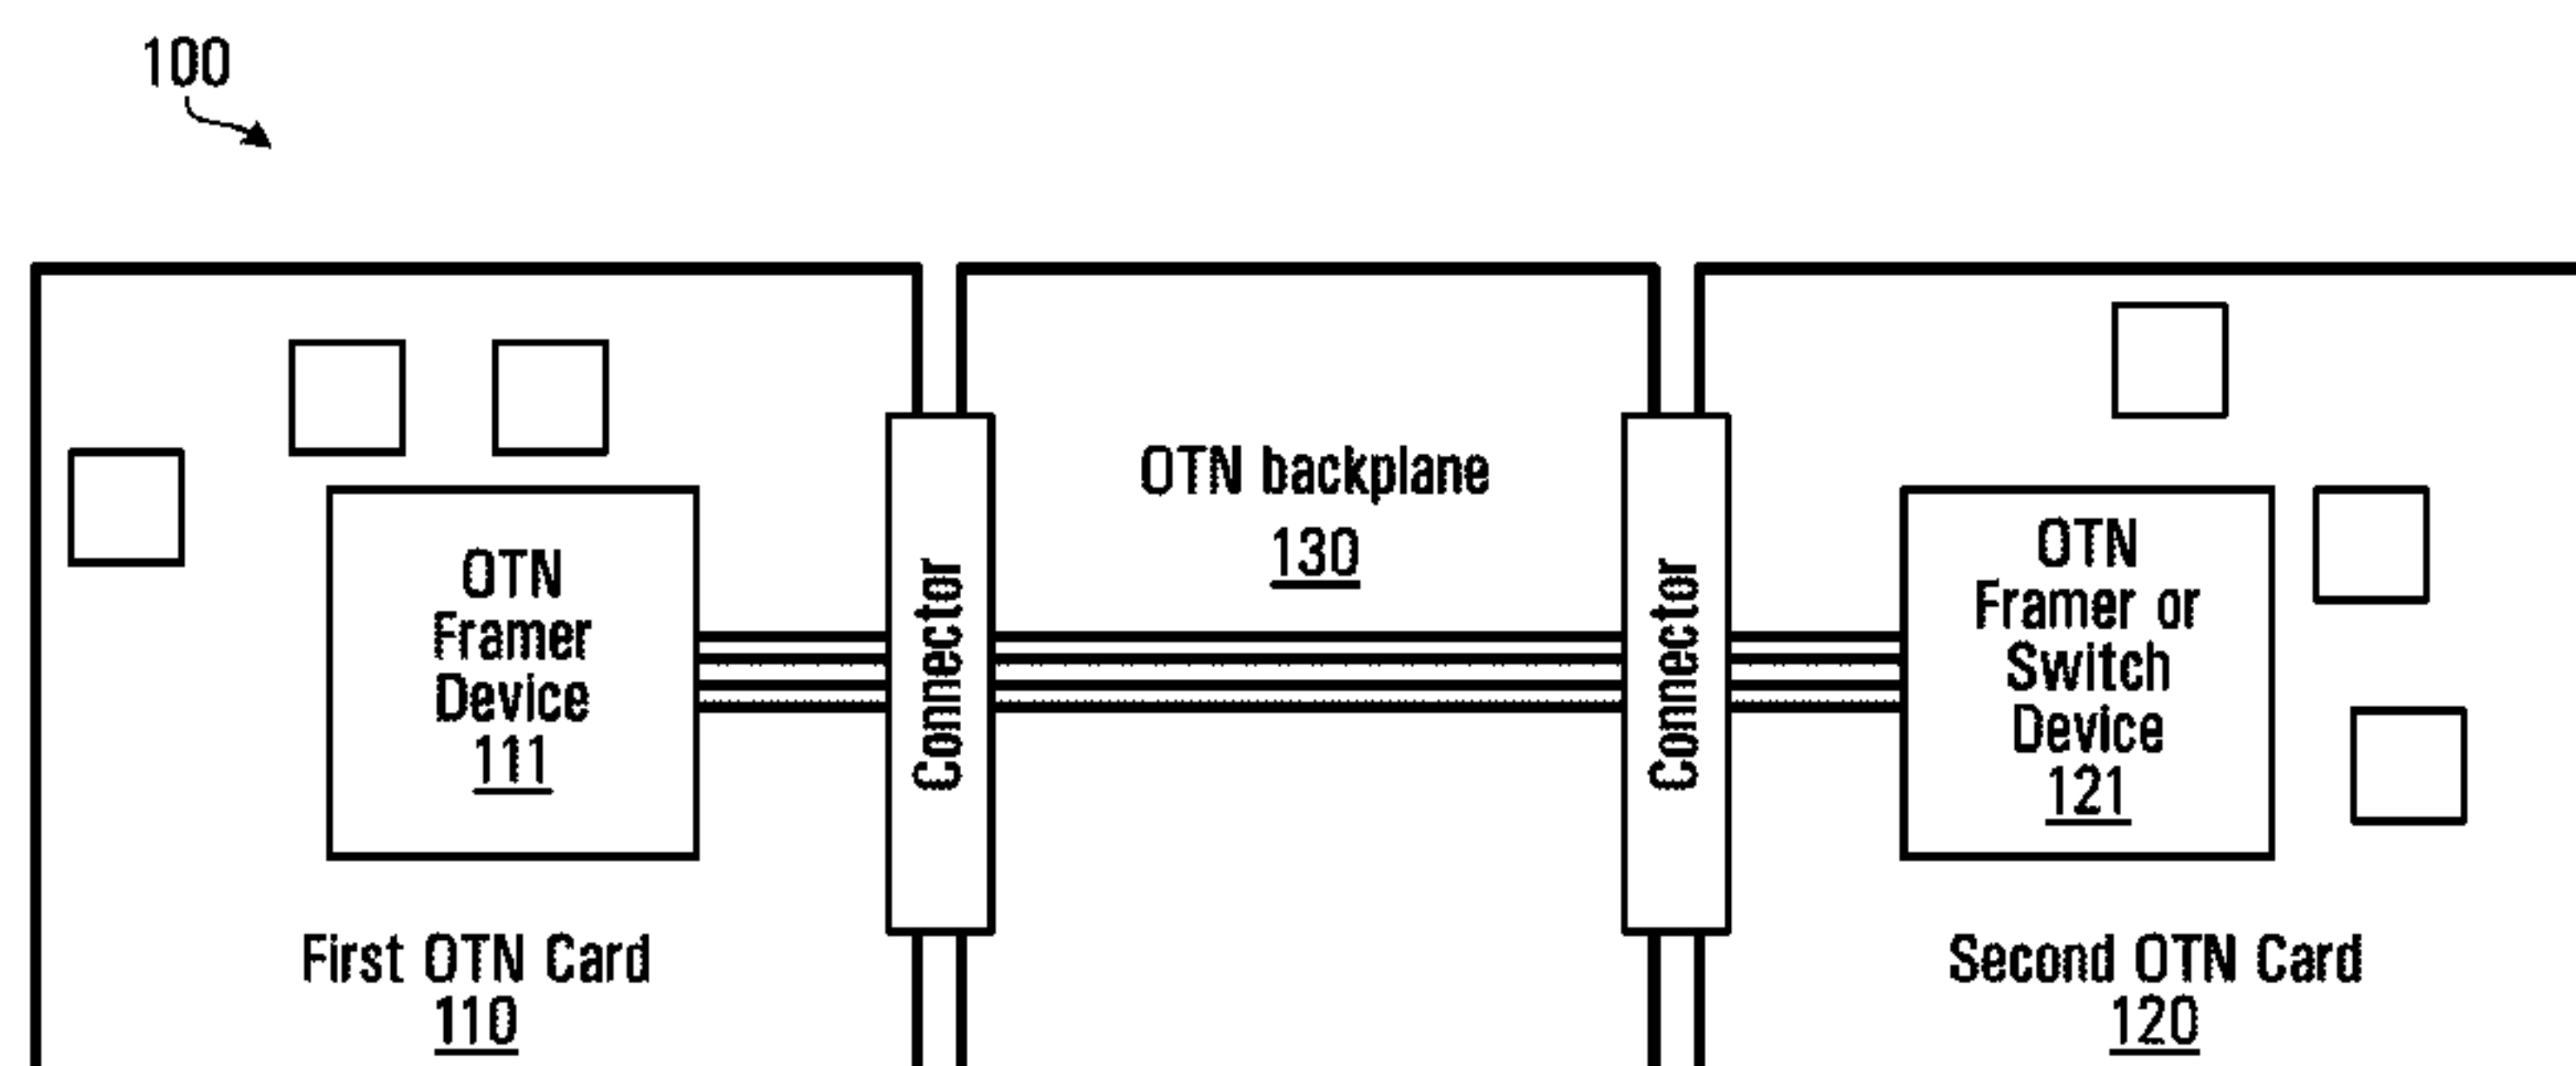 100
OTN backplane
130
OTN
Framer
Device
111
Connector
Connector
OTN
Framer or
Switch
Device
121
First OTN Card
110
Second OTN Card
120